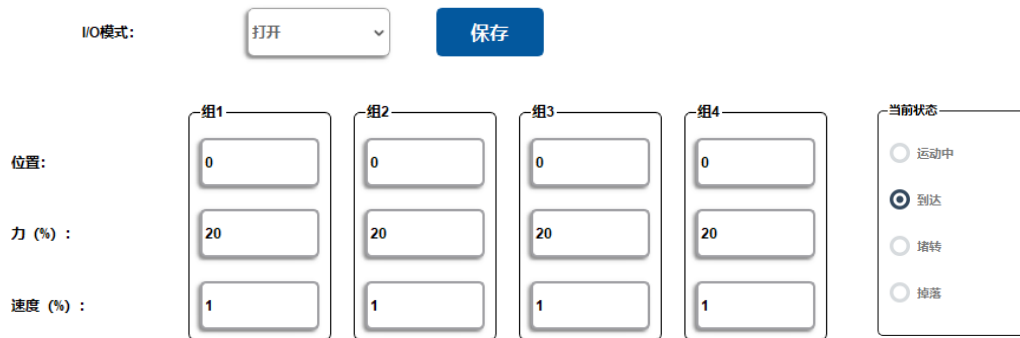 I/O模式： 打开 保存
组1 组2 组3 组4 当前状态
位置： 0 0 0 0 运动中
到达
力（%）： 20 20 20 20 堵转
掉落
速度（%）： 1 1 1 1